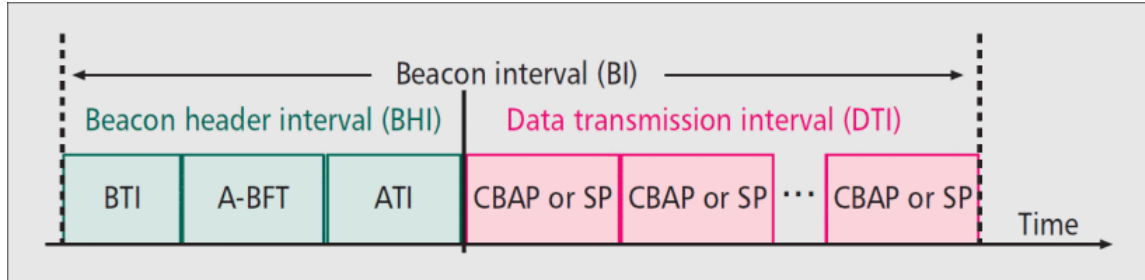 Beacon interval (BI)
Beacon header interval (BHI) Data transmission interval (DTI)
BTI A-BFT ATI CBAP or SP CBAP or SP ... CBAP or SP
Time